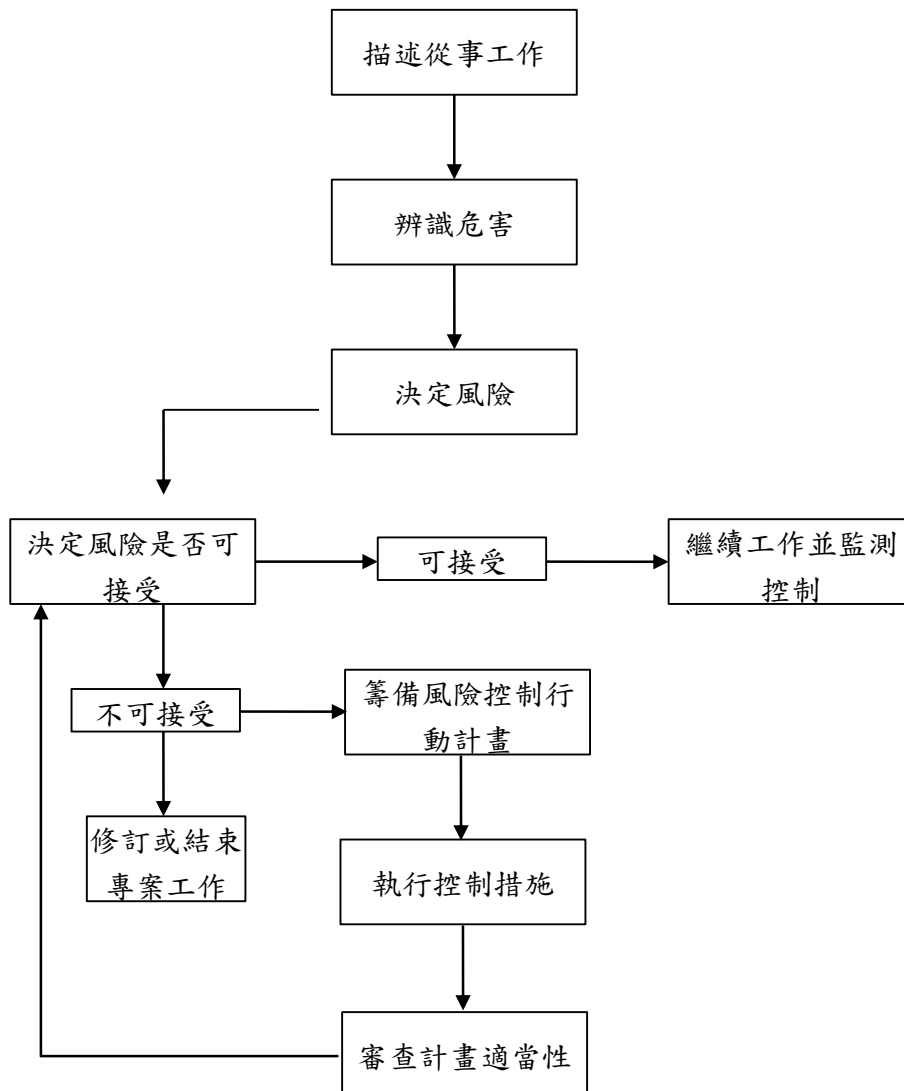 描述從事工作
辨識危害
決定風險
決定風險是否可
接受
可接受
繼續工作並監測
控制
不可接受
籌備風險控制行
動計畫
修訂或結束
專案工作
執行控制措施
審查計畫適當性